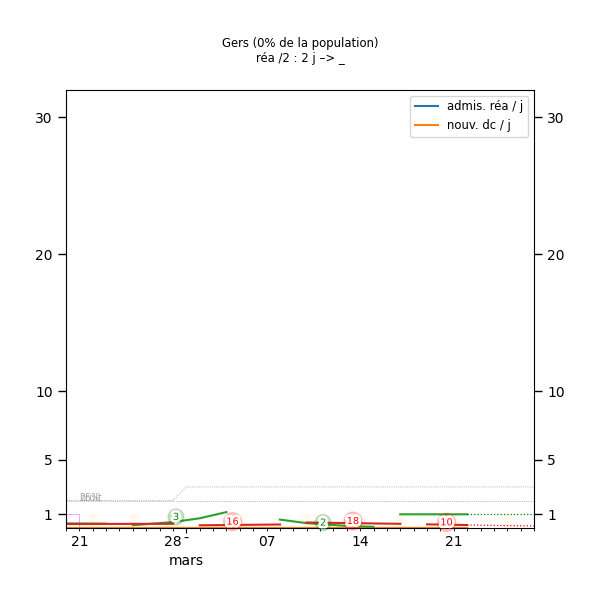 Gers (0% de la population)
réa /2 : 2 j –> _
admis. réa / j
nouv. dc / j
30 30
20 20
10 10
5 5
1 1
3 16 2 18 10
21 28 - 07 14 21
mars